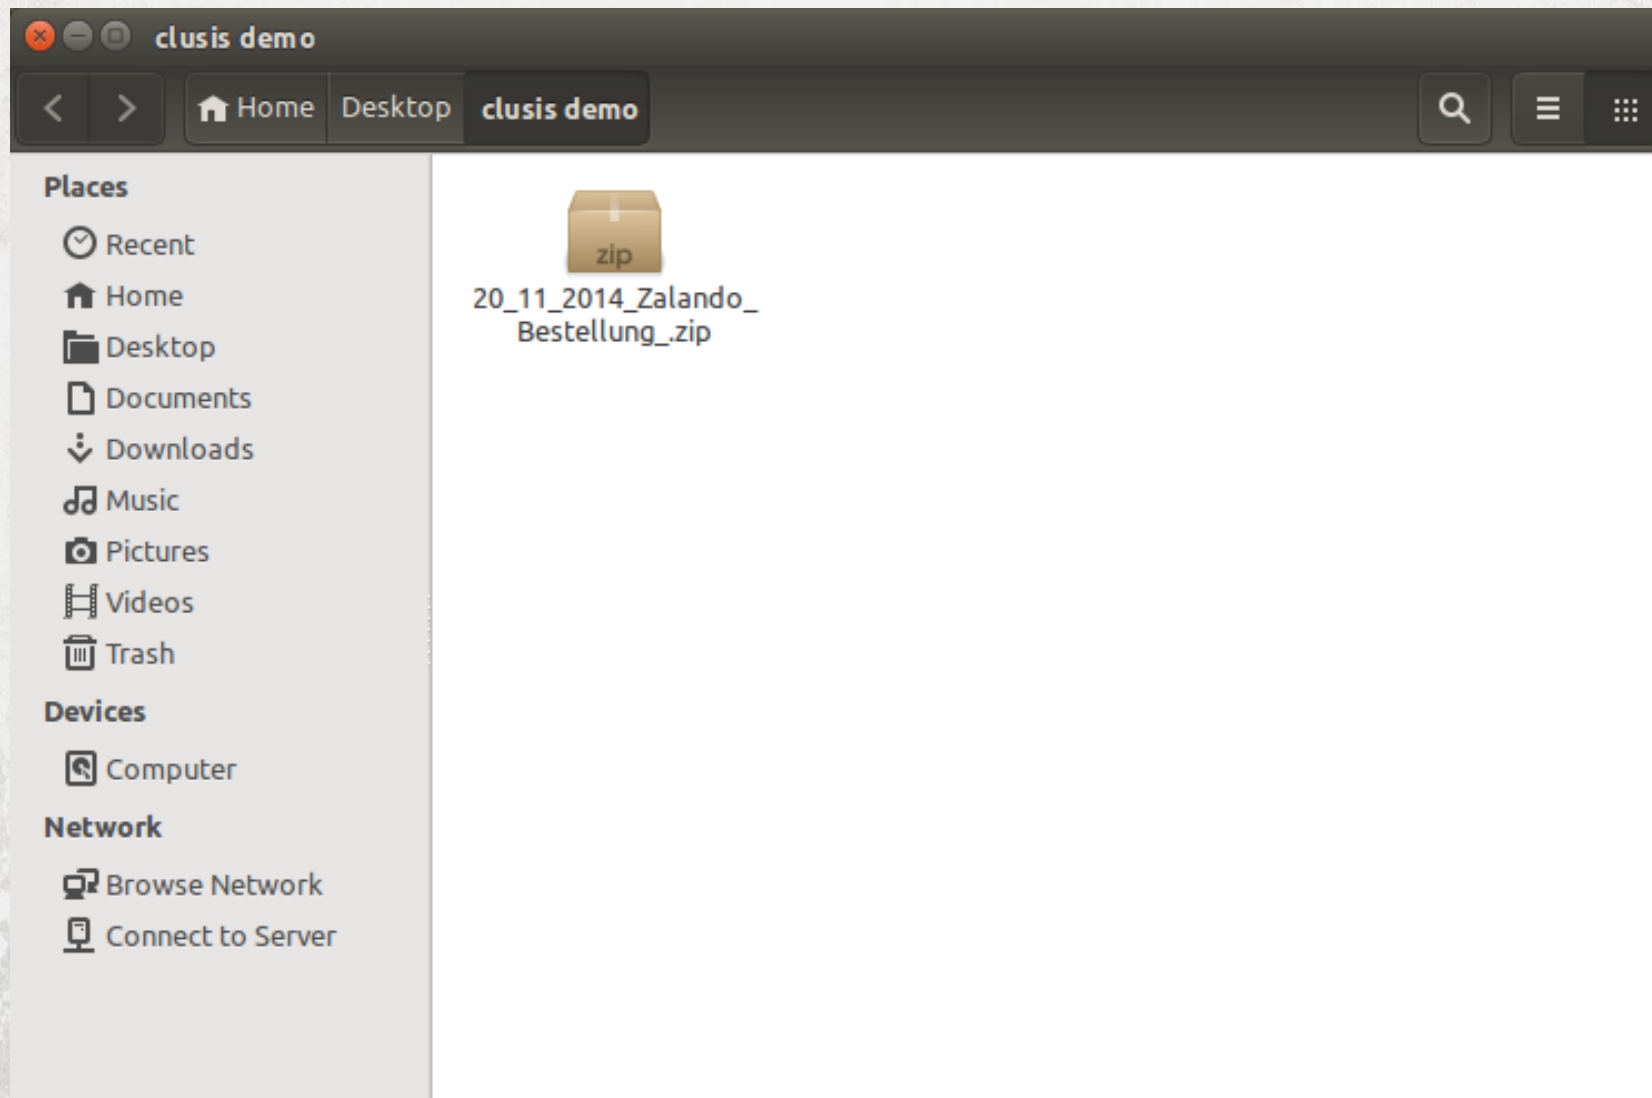 clusis demo
Home Desktop clusis demo
Places
Recent
Home
Desktop
Documents
Downloads
Music
Pictures
Videos
Trash
Devices
Computer
Network
Browse Network
Connect to Server
zip
20_11_2014_Zalando_
Bestellung_.zip